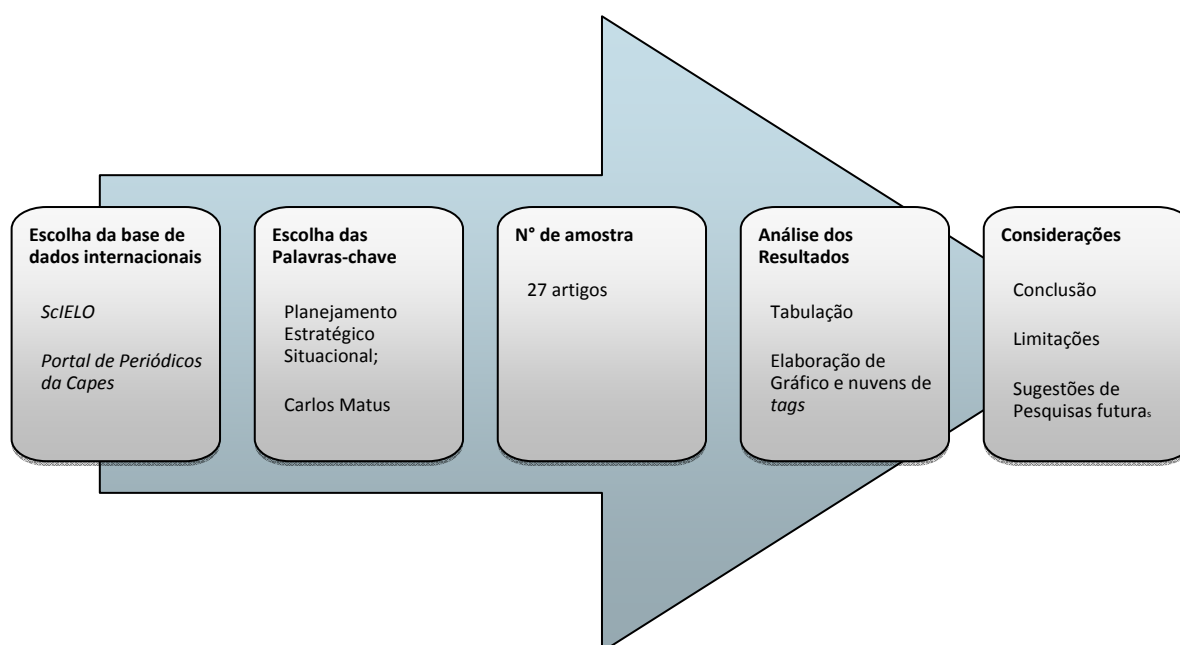 Escolha da base de
dados internacionais
ScIELO
Portal de Periódicos
da Capes
Escolha das
Palavras-chave
Planejamento
Estratégico
Situacional;
Carlos Matus
N° de amostra
27 artigos
Análise dos
Resultados
Tabulação
Elaboração de
Gráfico e nuvens de
tags
Considerações
Conclusão
Limitações
Sugestões de
Pesquisas futuras